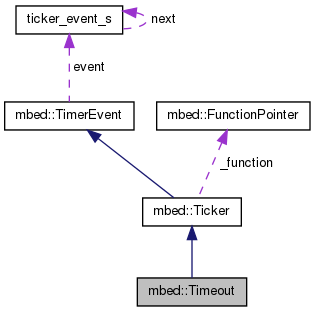 ticker_event_s
next
event
mbed::TimerEvent
mbed::FunctionPointer
_function
mbed::Ticker
mbed::Timeout